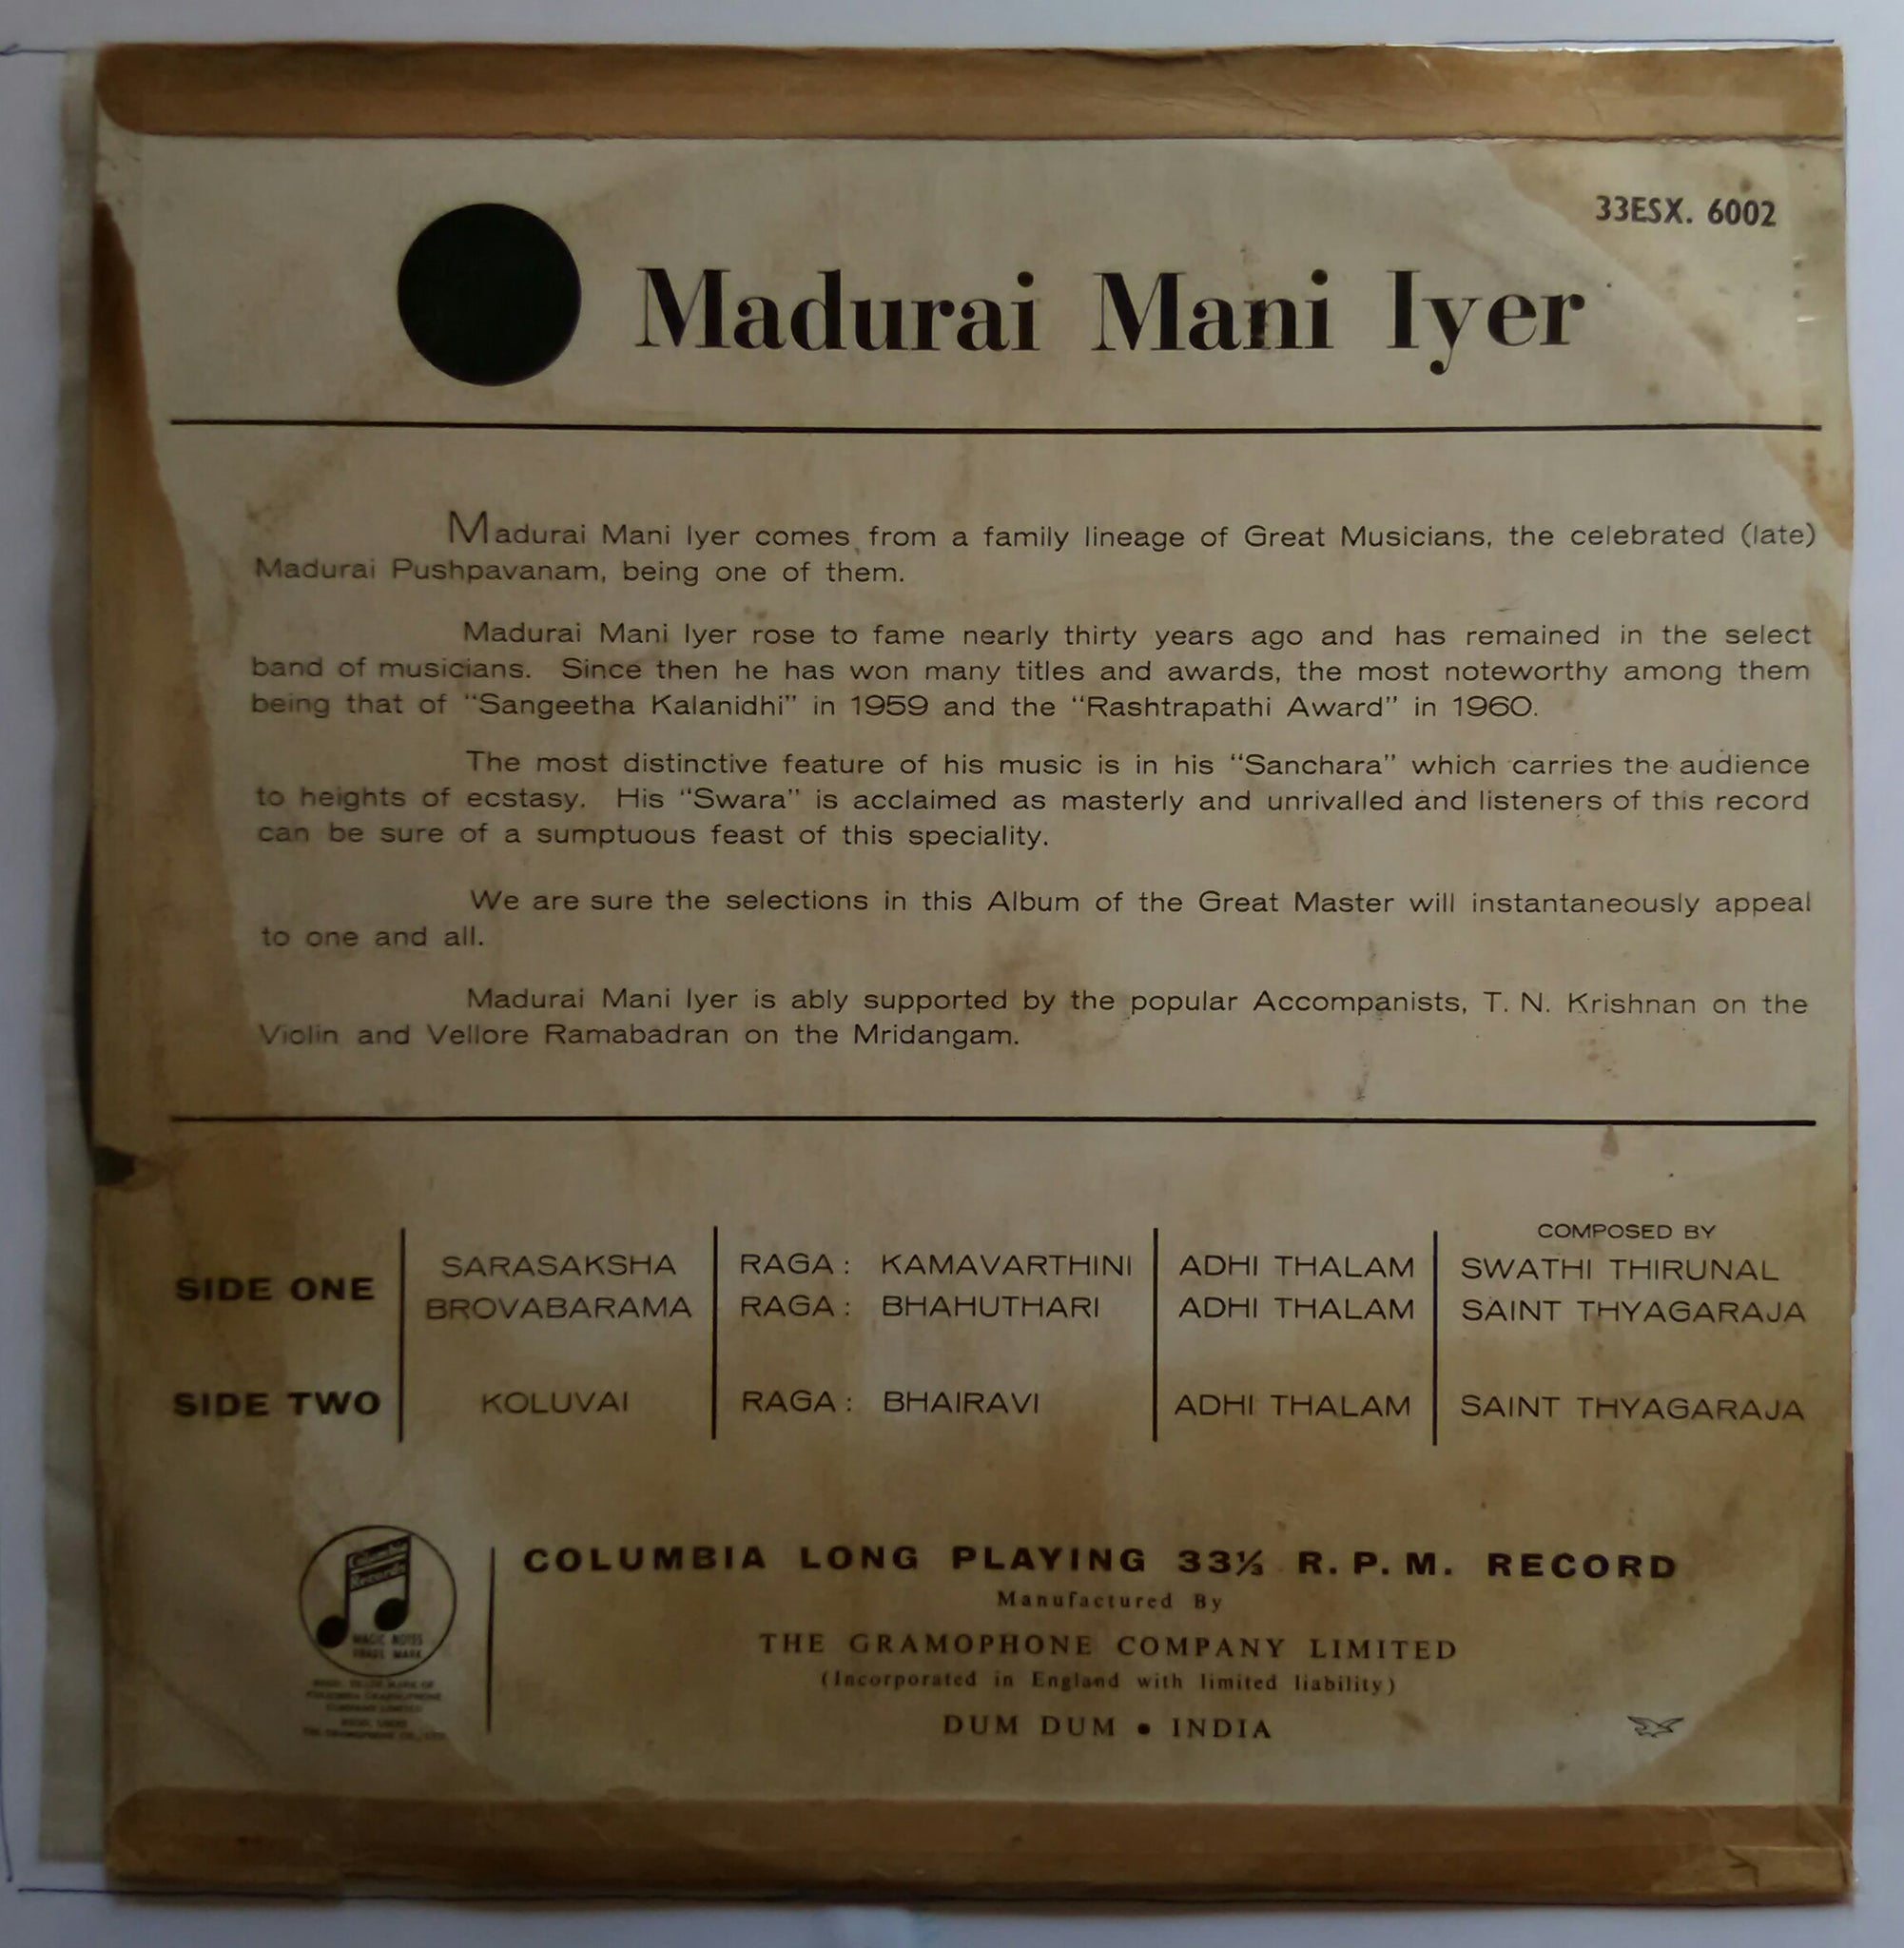 33ESX. 6002
Madurai Mani Iyer
Madurai Mani Iyer comes from a family lineage of Great Musicians, the celebrated (late)
Madurai Pushpavanam, being one of them.
Madurai Mani Iyer rose to fame nearly thirty years ago and has remained in the select
band of musicians. Since then he has won many titles and awards, the most noteworthy among them
being that of "Sangeetha Kalanidhi" in 1959 and the "Rashtrapathi Award" in 1960.
The most distinctive feature of his music is in his "Sanchara" which carries the audience
to heights of ecstasy. His "Swara" is acclaimed as masterly and unrivalled and listeners of this record
can be sure of a sumptuous feast of this speciality.
We are sure the selections in this Album of the Great Master will instantaneously appeal
to one and all.
Madurai Mani Iyer is ably supported by the popular Accompanists, T. N. Krishnan on the
Violin and Vellore Ramabadran on the Mridangam.
COMPOSED BY
SIDE ONE
SARASAKSHA RAGA : KAMAVARTHINI ADHI THALAM SWATHI THIRUNAL
BROVABARAMA RAGA : BHAHUTHARI ADHI THALAM SAINT THYAGARAJA
SIDE TWO KOLUVAI RAGA : BHAIRAVI ADHI THALAM SAINT THYAGARAJA
Columbia
Records
MAGIC NOTES
TRADE MARK
COLUMBIA LONG PLAYING 33⅓ R. P. M. RECORD
Manufactured By
THE GRAMOPHONE COMPANY LIMITED
(Incorporated in England with limited liability)
DUM DUM • INDIA